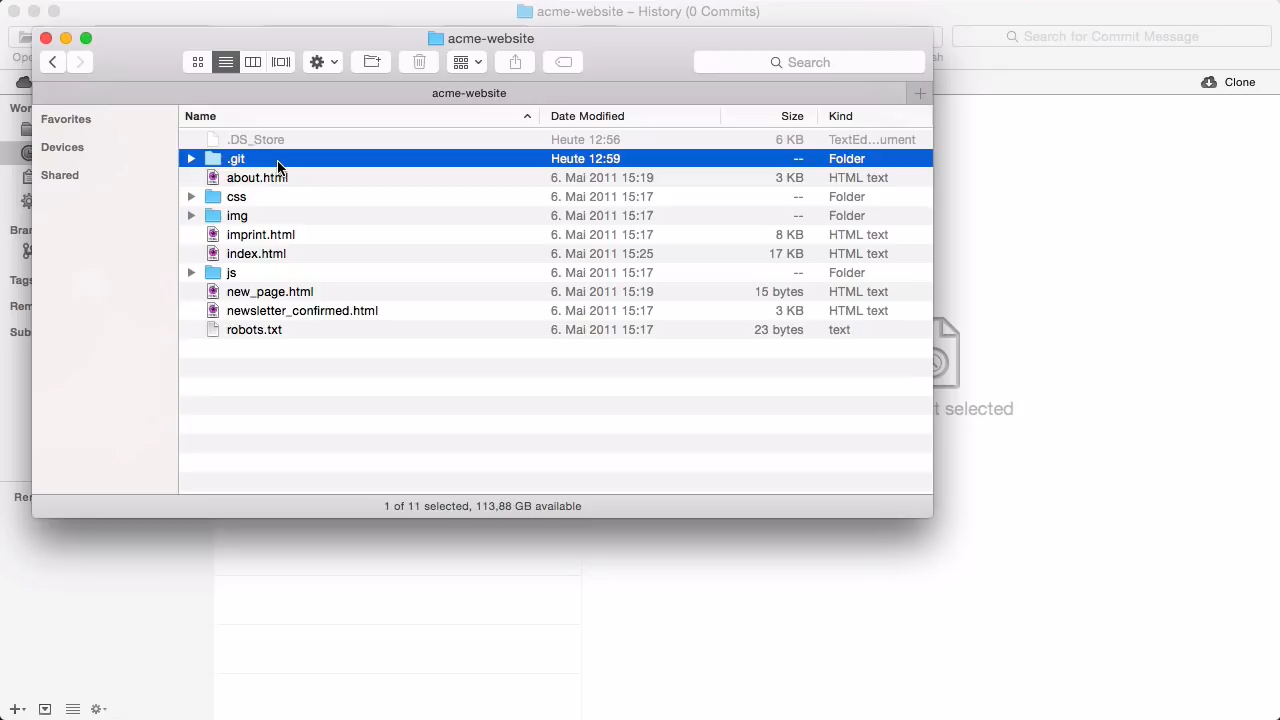 acme-website – History (0 Commits)
Search for Commit Message
Clone
acme-website
Search
acme-website
Favorites
Devices
Shared
Name
Date Modified
Size
Kind
.DS_Store
Heute 12:56
6 KB
TextEd...ument
.git
Heute 12:59
--
Folder
about.html
6. Mai 2011 15:19
3 KB
HTML text
css
6. Mai 2011 15:17
--
Folder
img
6. Mai 2011 15:17
--
Folder
imprint.html
6. Mai 2011 15:17
8 KB
HTML text
index.html
6. Mai 2011 15:25
17 KB
HTML text
js
6. Mai 2011 15:17
--
Folder
new_page.html
6. Mai 2011 15:19
15 bytes
HTML text
newsletter_confirmed.html
6. Mai 2011 15:17
3 KB
HTML text
robots.txt
6. Mai 2011 15:17
23 bytes
text
1 of 11 selected, 113,88 GB available
Wor
Bra
Tags
Rem
Sub
Rem
t selected